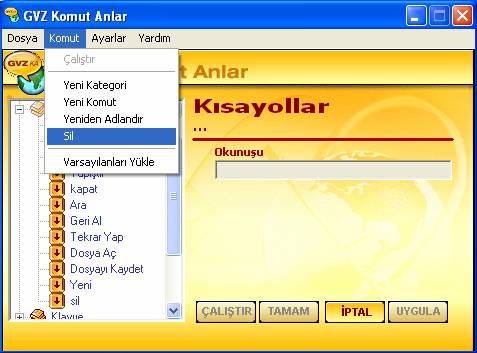 GVZ Komut Anlar
Dosya Komut Ayarlar Yardım
GVZ KA
Anlar
Çalıştır
Yeni Kategori
Yeni Komut
Yeniden Adlandır
Sil
Varsayılanları Yükle
Kısayollar
...
Okunuşu
Yapıştır
kapat
Ara
Geri Al
Tekrar Yap
Dosya Aç
Dosyayı Kaydet
Yeni
sil
Klavye
ÇALIŞTIR TAMAM İPTAL UYGULA